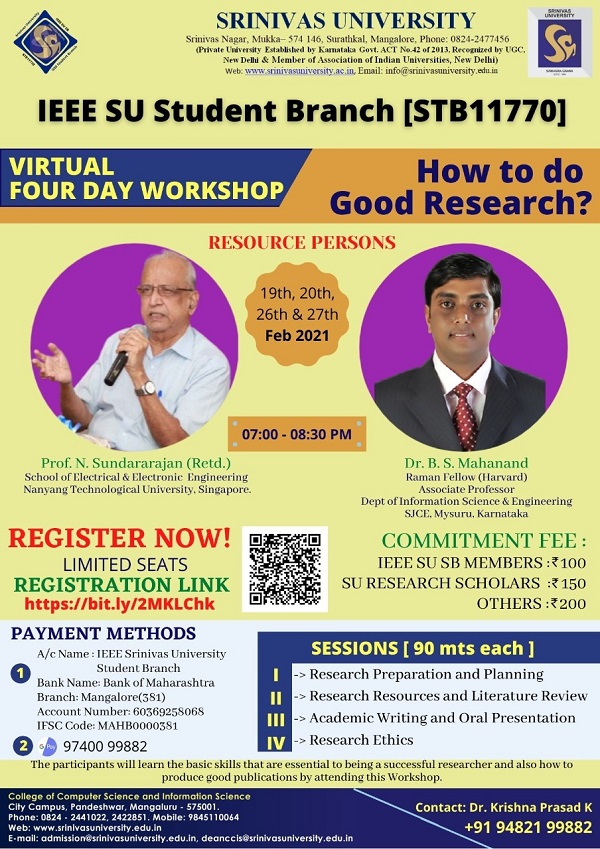 SRINIVAS UNIVERSITY
Srinivas Nagar, Mukka– 574 146, Surathkal, Mangalore, Phone: 0824-2477456
(Private University Established by Karnataka Govt. ACT No.42 of 2013, Recognized by UGC,
New Delhi & Member of Association of Indian Universities, New Delhi)
Web: www.srinivasuniversity.ac.in, Email: info@srinivasuniversity.edu.in
IEEE SU Student Branch [STB11770]
VIRTUAL
FOUR DAY WORKSHOP
How to do
Good Research?
RESOURCE PERSONS
19th, 20th,
26th & 27th
Feb 2021
07:00 - 08:30 PM
Prof. N. Sundararajan (Retd.)
School of Electrical & Electronic Engineering
Nanyang Technological University, Singapore.
Dr. B. S. Mahanand
Raman Fellow (Harvard)
Associate Professor
Dept of Information Science & Engineering
SJCE, Mysuru, Karnataka
REGISTER NOW!
LIMITED SEATS
REGISTRATION LINK
https://bit.ly/2MKLChk
COMMITMENT FEE :
IEEE SU SB MEMBERS :₹100
SU RESEARCH SCHOLARS :₹150
OTHERS :₹200
PAYMENT METHODS
1
A/c Name : IEEE Srinivas University
Student Branch
Bank Name: Bank of Maharashtra
Branch: Mangalore(381)
Account Number: 60369258068
IFSC Code: MAHB0000381
2 G Pay 97400 99882
SESSIONS [ 90 mts each ]
I -> Research Preparation and Planning
II -> Research Resources and Literature Review
III -> Academic Writing and Oral Presentation
IV -> Research Ethics
The participants will learn the basic skills that are essential to being a successful researcher and also how to
produce good publications by attending this Workshop.
College of Computer Science and Information Science
City Campus, Pandeshwar, Mangaluru - 575001.
Phone: 0824 - 2441022, 2422851. Mobile: 9845110064
Web: www.srinivasuniversity.edu.in
E-mail: admission@srinivasuniversity.edu.in, deanccis@srinivasuniversity.edu.in
Contact: Dr. Krishna Prasad K
+91 94821 99882